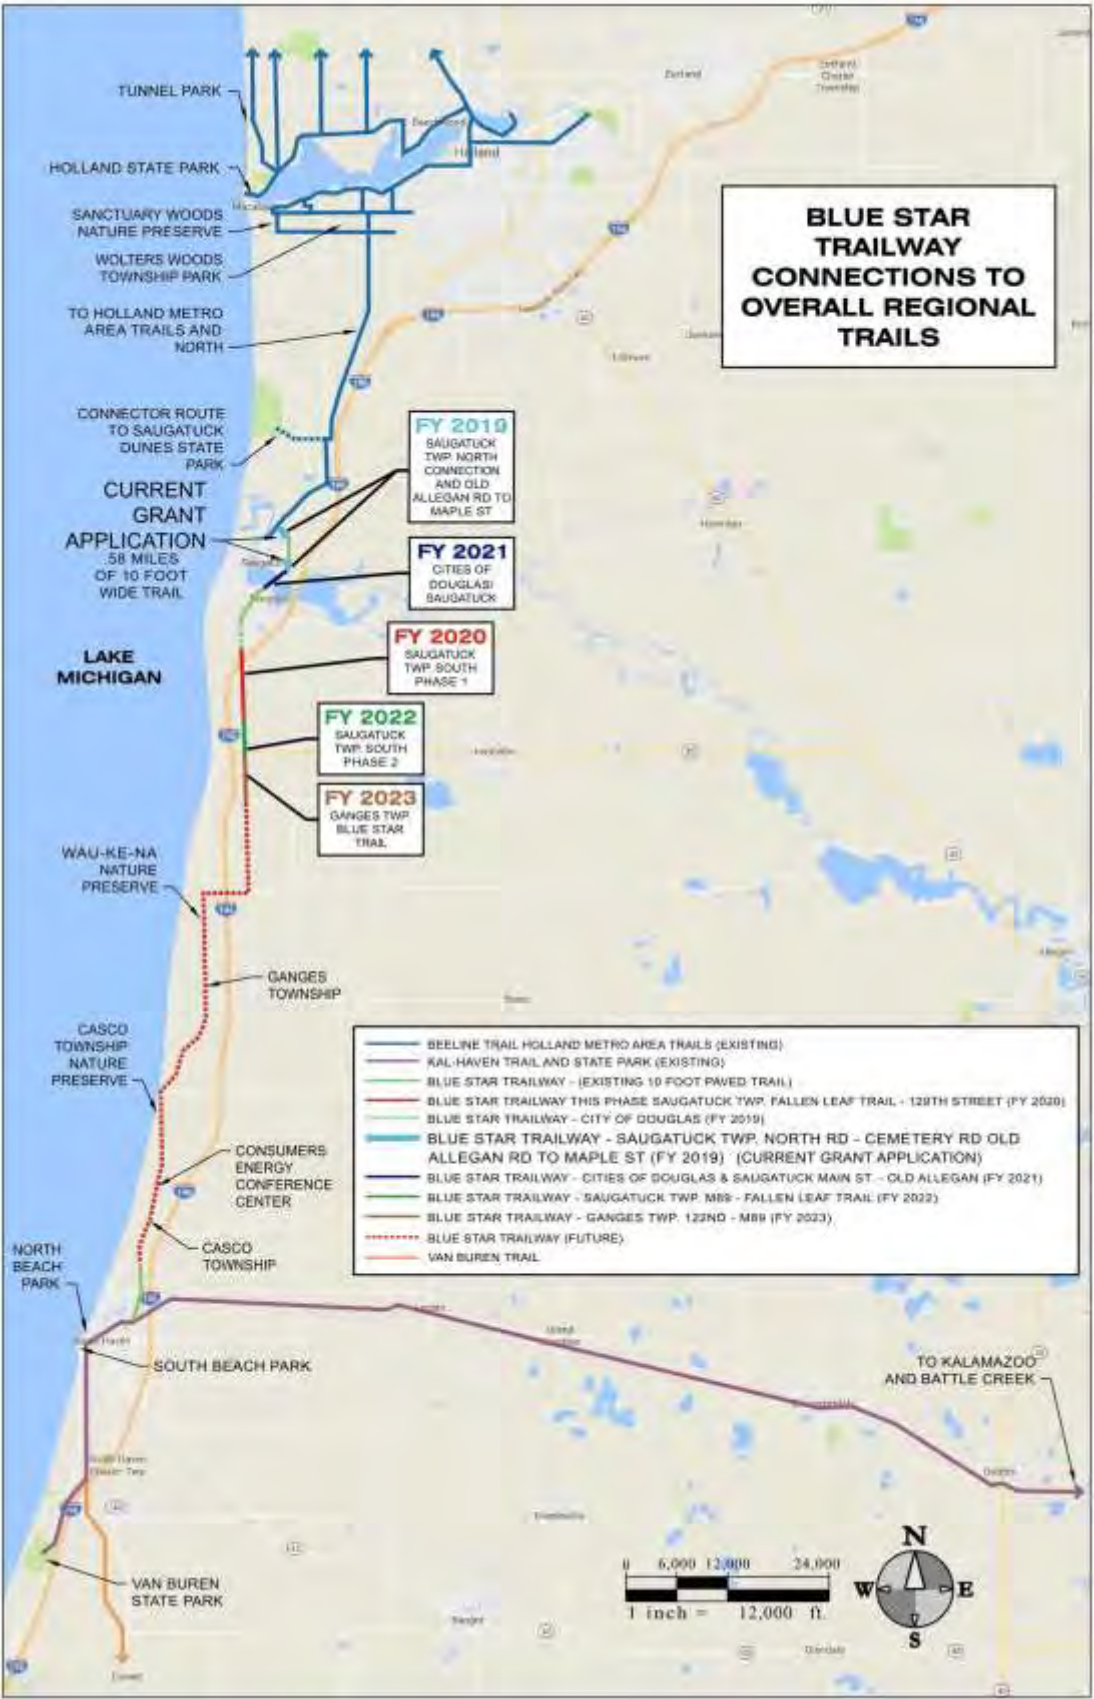 BLUE STAR
TRAILWAY
CONNECTIONS TO
OVERALL REGIONAL
TRAILS
TUNNEL PARK
HOLLAND STATE PARK
Holland
SANCTUARY WOODS
NATURE PRESERVE
WOLTERS WOODS
TOWNSHIP PARK
TO HOLLAND METRO
AREA TRAILS AND
NORTH
CONNECTOR ROUTE
TO SAUGATUCK
DUNES STATE
PARK
CURRENT
GRANT
APPLICATION
.58 MILES
OF 10 FOOT
WIDE TRAIL
FY 2019
SAUGATUCK
TWP. NORTH
CONNECTION
AND OLD
ALLEGAN RD TO
MAPLE ST
FY 2021
CITIES OF
DOUGLAS/
SAUGATUCK
LAKE
MICHIGAN
FY 2020
SAUGATUCK
TWP. SOUTH
PHASE 1
FY 2022
SAUGATUCK
TWP. SOUTH
PHASE 2
FY 2023
GANGES TWP.
BLUE STAR
TRAIL
WAU-KE-NA
NATURE
PRESERVE
GANGES
TOWNSHIP
CASCO
TOWNSHIP
NATURE
PRESERVE
CONSUMERS
ENERGY
CONFERENCE
CENTER
CASCO
TOWNSHIP
NORTH
BEACH
PARK
SOUTH BEACH PARK
VAN BUREN
STATE PARK
BEELINE TRAIL HOLLAND METRO AREA TRAILS (EXISTING)
KAL-HAVEN TRAIL AND STATE PARK (EXISTING)
BLUE STAR TRAILWAY - (EXISTING 10 FOOT PAVED TRAIL)
BLUE STAR TRAILWAY THIS PHASE SAUGATUCK TWP. FALLEN LEAF TRAIL - 129TH STREET (FY 2020)
BLUE STAR TRAILWAY - CITY OF DOUGLAS (FY 2019)
BLUE STAR TRAILWAY - SAUGATUCK TWP. NORTH RD - CEMETERY RD OLD
ALLEGAN RD TO MAPLE ST (FY 2019) (CURRENT GRANT APPLICATION)
BLUE STAR TRAILWAY - CITIES OF DOUGLAS & SAUGATUCK MAIN ST. - OLD ALLEGAN (FY 2021)
BLUE STAR TRAILWAY - SAUGATUCK TWP. M89 - FALLEN LEAF TRAIL (FY 2022)
BLUE STAR TRAILWAY - GANGES TWP. 122ND - M89 (FY 2023)
BLUE STAR TRAILWAY (FUTURE)
VAN BUREN TRAIL
TO KALAMAZOO
AND BATTLE CREEK
0 6,000 12,000 24,000
1 inch = 12,000 ft.
N
W E
S